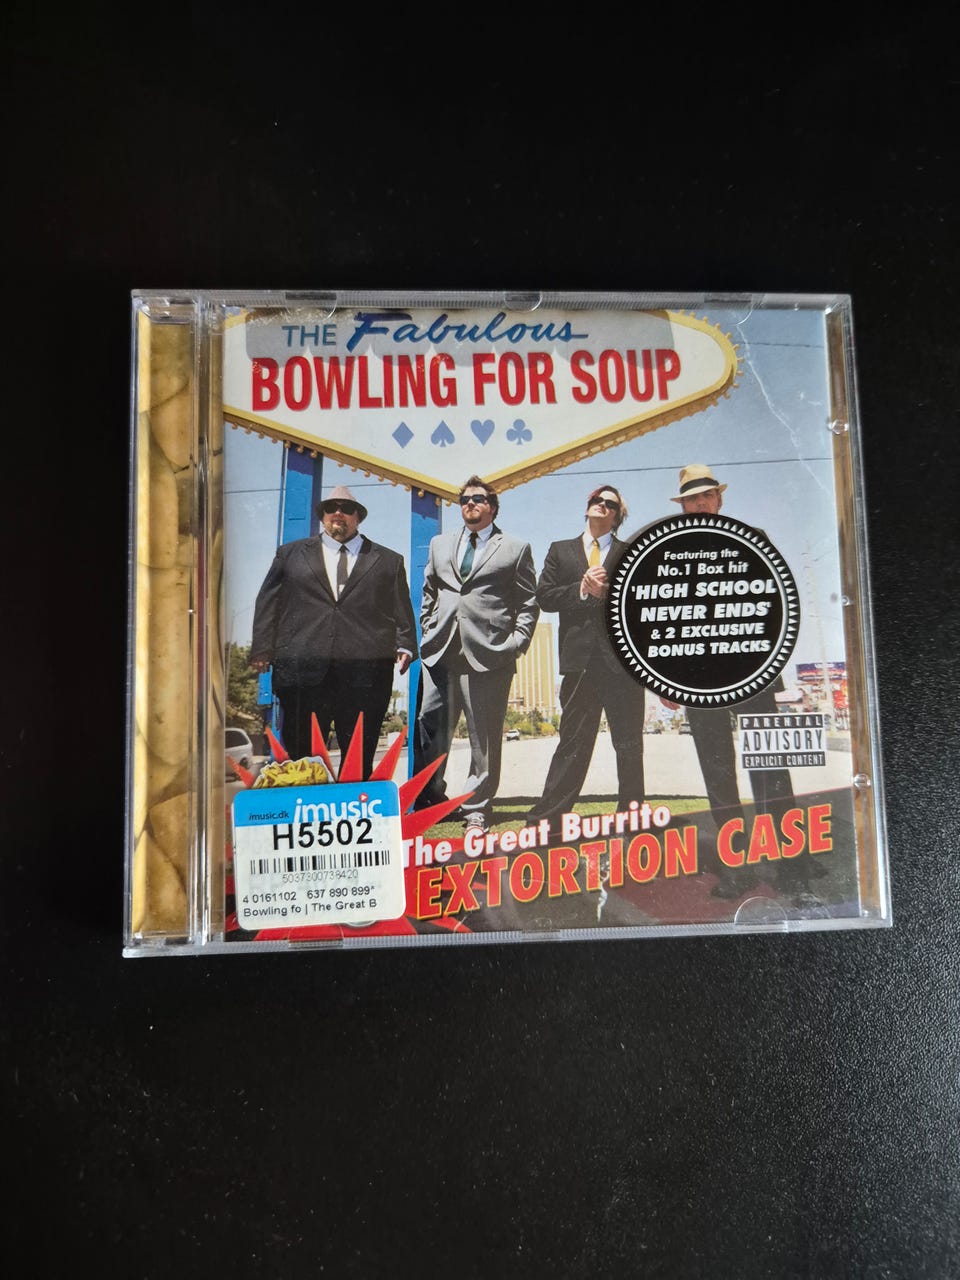 THE Fabulous
BOWLING FOR SOUP
Featuring the
No.1 Box hit
'HIGH SCHOOL
NEVER ENDS'
& 2 EXCLUSIVE
BONUS TRACKS
PARENTAL
ADVISORY
EXPLICIT CONTENT
The Great Burrito
EXTORTION CASE
imusic.dk imusic
H5502
5037300738420
4 0161102 637 890 899*
Bowling fo | The Great B